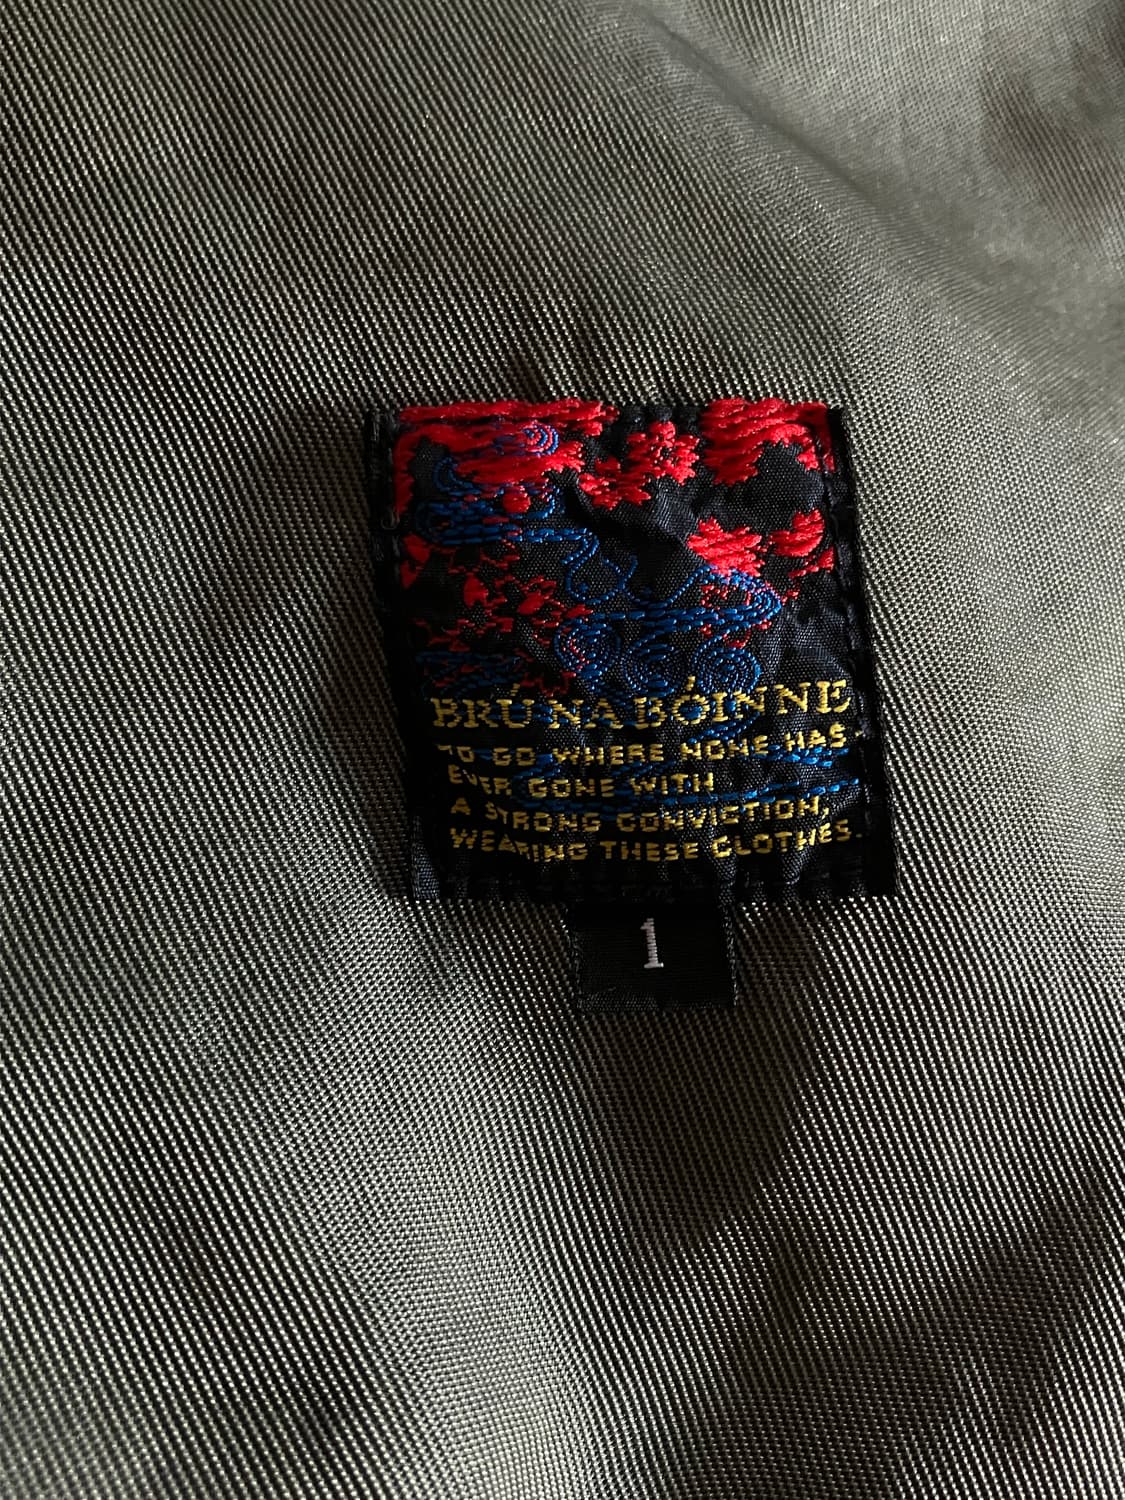 BRÚ NA BÓINNE
TO GO WHERE NONE HAS
EVER GONE WITH
A STRONG CONVICTION,
WEARING THESE CLOTHES.
1